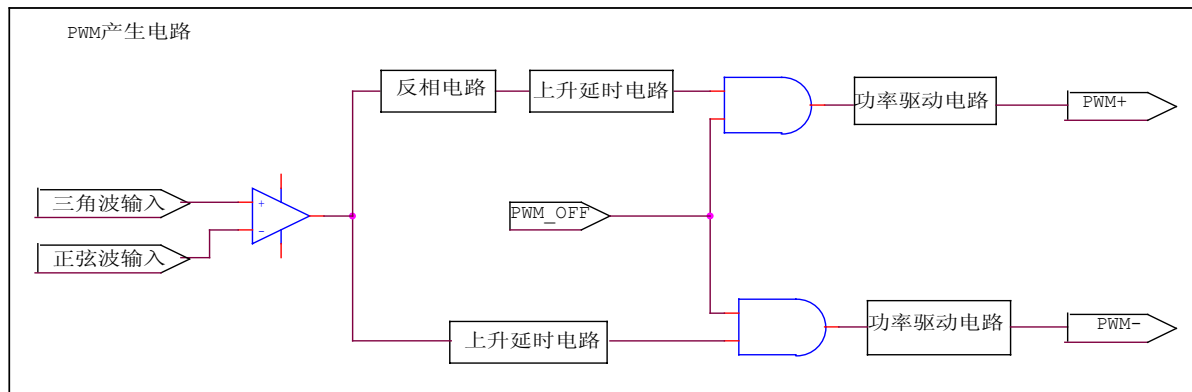 PWM产生电路
反相电路
上升延时电路
功率驱动电路
PWM+
三角波输入
+
PWM_OFF
-
正弦波输入
上升延时电路
功率驱动电路
PWM-